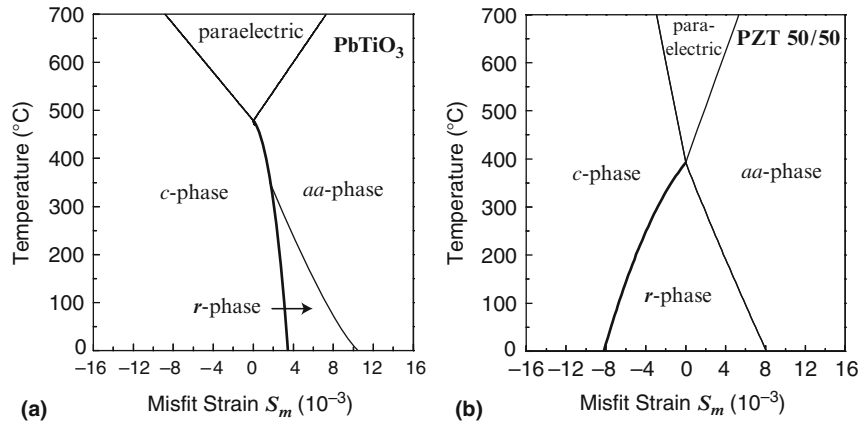 700
600
500
400
300
200
100
0
Temperature (°C)
paraelectric
PbTiO₃
c-phase
aa-phase
r-phase
−16 −12 −8 −4 0 4 8 12 16
(a)
Misfit Strain Sₘ (10⁻³)
700
600
500
400
300
200
100
0
Temperature (°C)
para-
electric
PZT 50/50
c-phase
aa-phase
r-phase
−16 −12 −8 −4 0 4 8 12 16
(b)
Misfit Strain Sₘ (10⁻³)